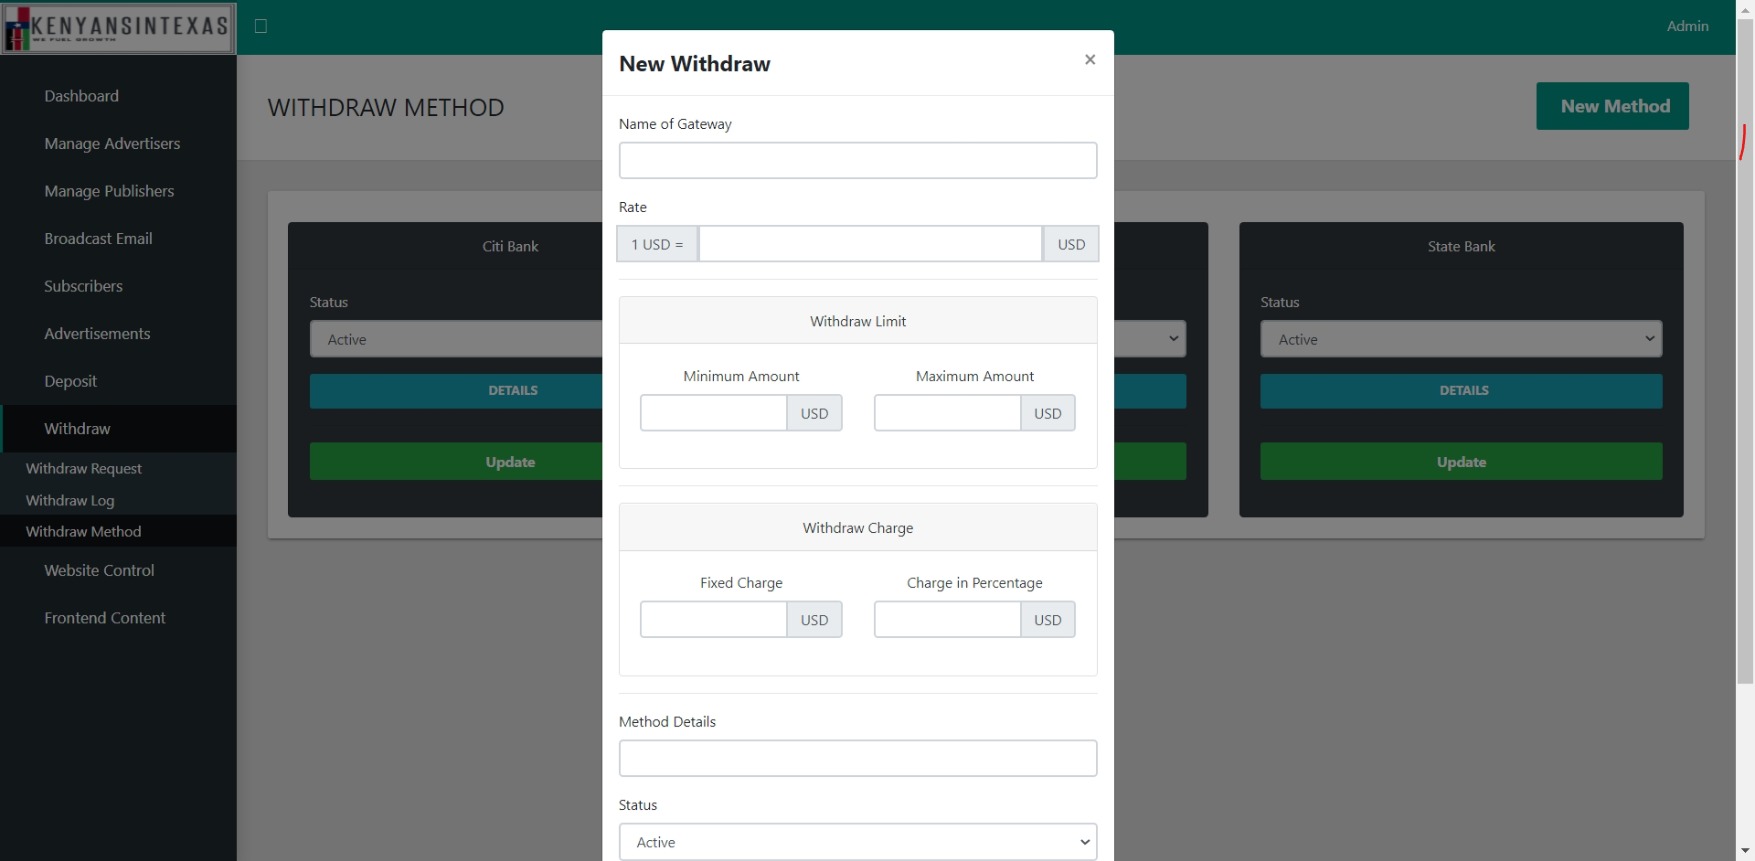 KENYANSINTEXAS
WE FUEL GROWTH
Admin
Dashboard
Manage Advertisers
Manage Publishers
Broadcast Email
Subscribers
Advertisements
Deposit
Withdraw
Withdraw Request
Withdraw Log
Withdraw Method
Website Control
Frontend Content
WITHDRAW METHOD
New Method
Citi Bank
Status
Active
DETAILS
Update
New Withdraw
×
Name of Gateway
Rate
1 USD = USD
Withdraw Limit
Minimum Amount Maximum Amount
USD USD
Withdraw Charge
Fixed Charge Charge in Percentage
USD USD
Method Details
Status
Active
State Bank
Status
Active
DETAILS
Update